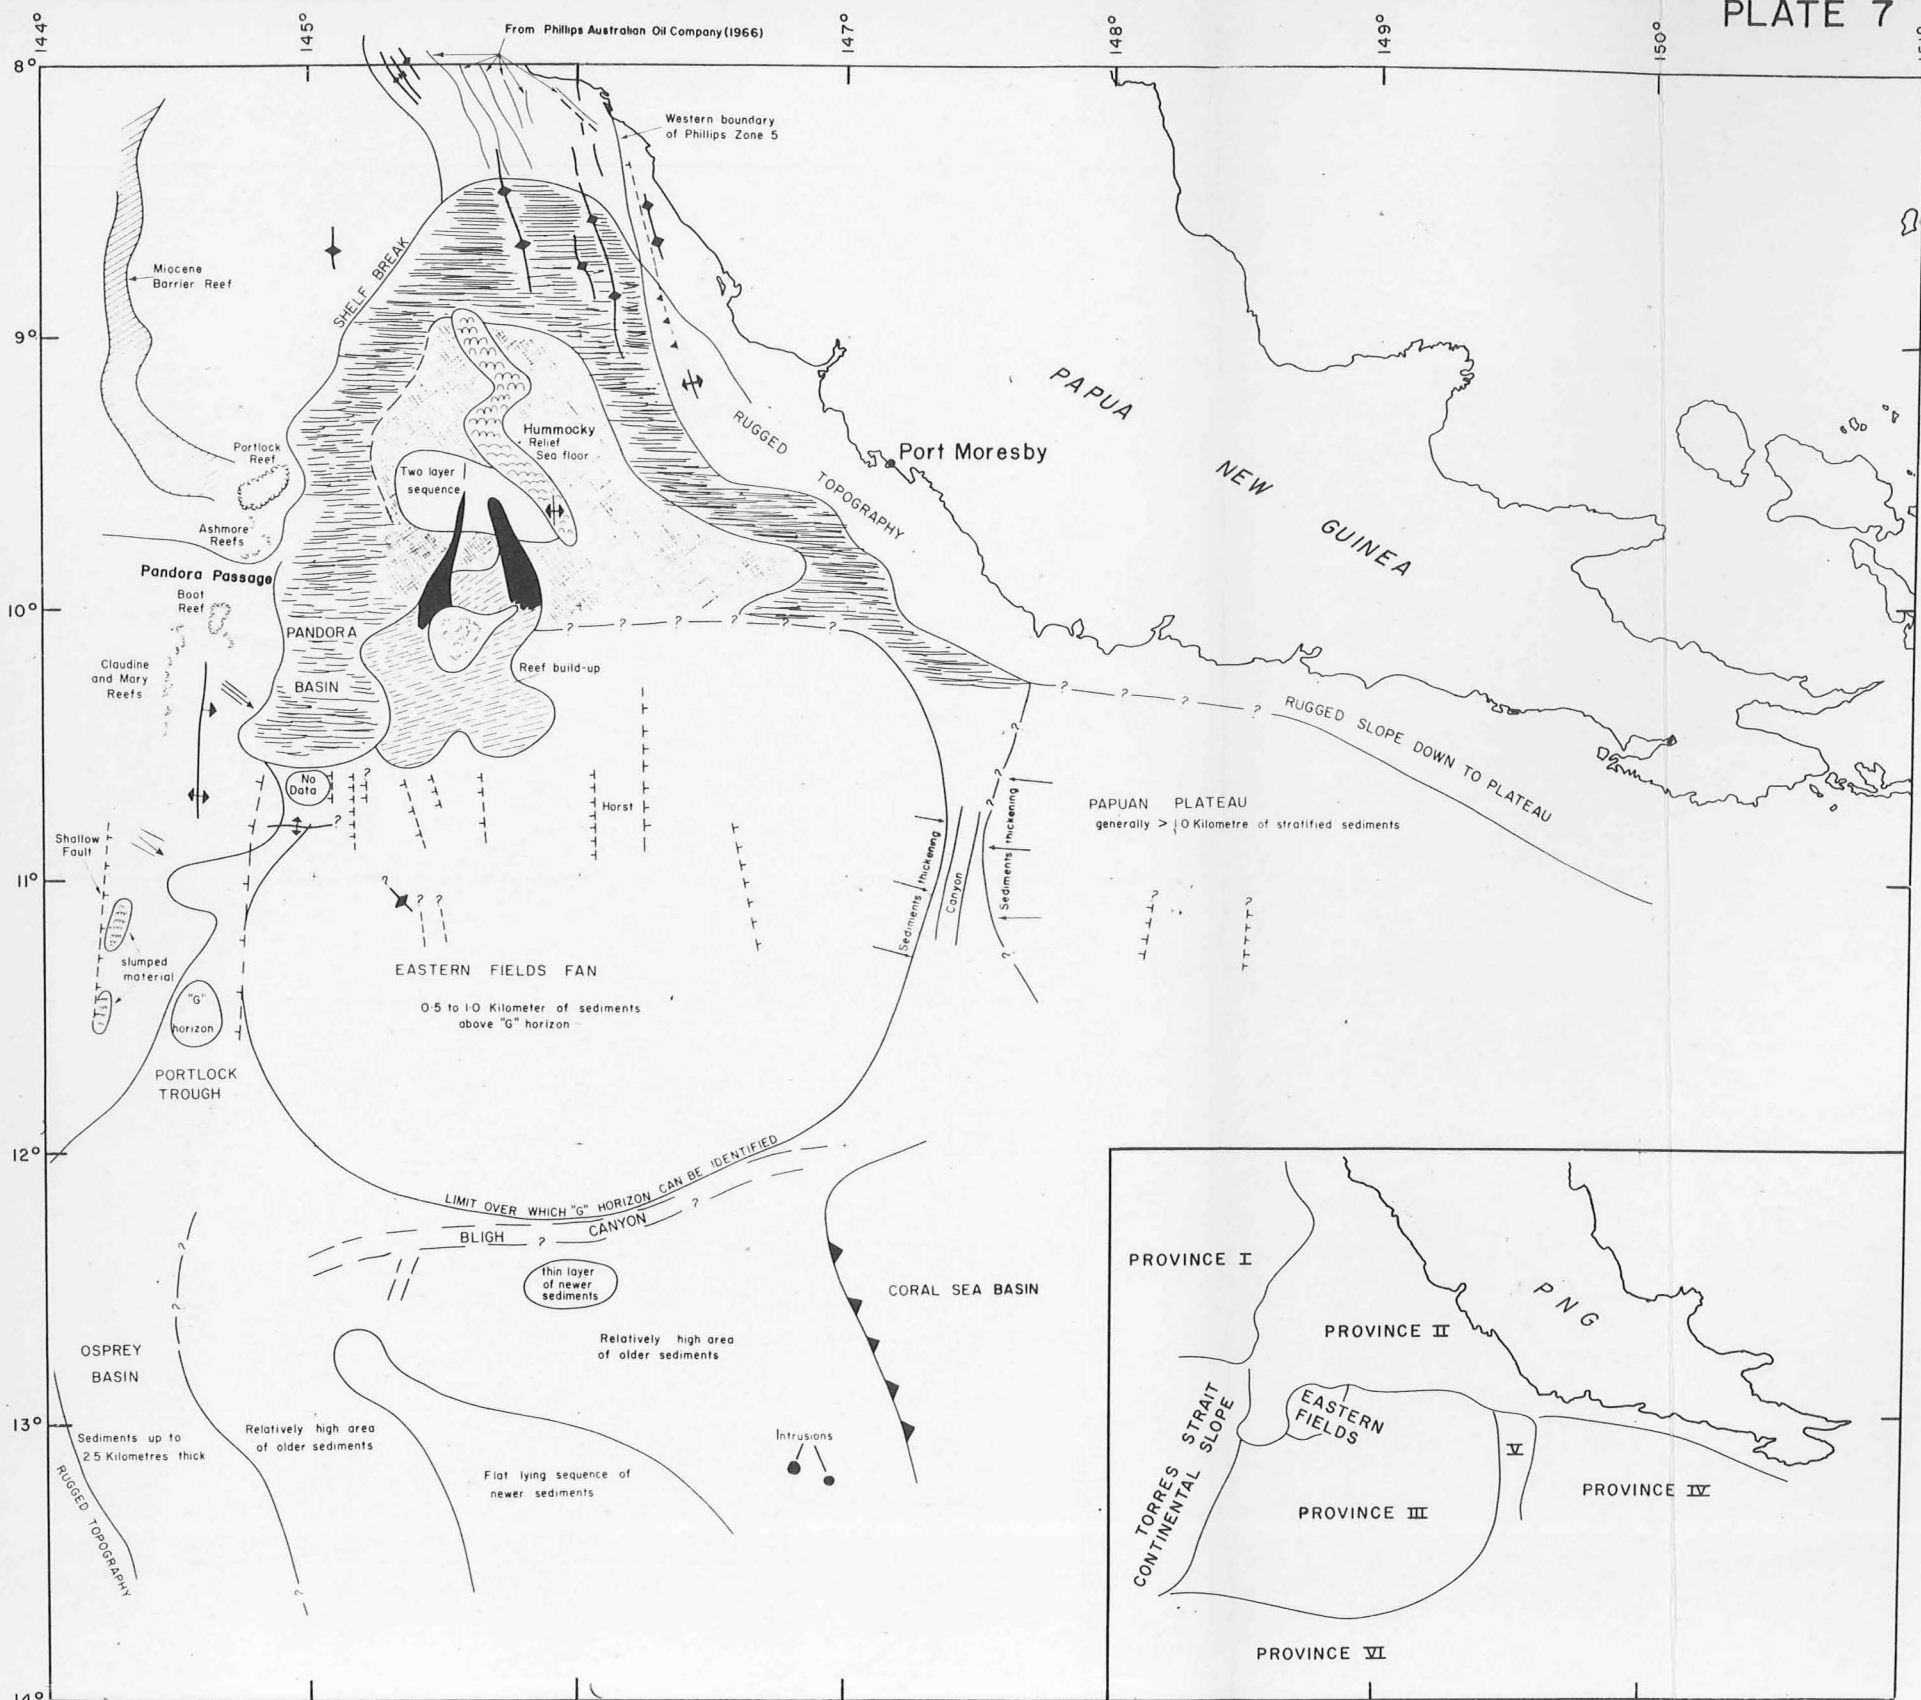 PLATE 7
144°
145°
147°
148°
149°
150°
From Phillips Australian Oil Company (1966)
8°
Western boundary
of Phillips Zone 5
Miocene
Barrier Reef
SHELF BREAK
9°
PAPUA
NEW
GUINEA
RUGGED
TOPOGRAPHY
Port Moresby
Hummocky
Relief
Sea floor
Portlock
Reef
Two layer
sequence
Ashmore
Reefs
Pandora Passage
Boot
Reef
10°
PANDORA
BASIN
? ? ? ? ? ?
Claudine
and Mary
Reefs
Reef build-up
? ? ? ?
RUGGED SLOPE DOWN TO PLATEAU
?
?
?
No
Data
?
?
Horst
PAPUAN PLATEAU
generally > 1·0 Kilometre of stratified sediments
Shallow
Fault
11°
Sediments thickening
Canyon
Sediments thickening
?
? ?
? ?
?
slumped
material
EASTERN FIELDS FAN
0·5 to 1·0 Kilometer of sediments
above "G" horizon
"G"
horizon
PORTLOCK
TROUGH
12°
LIMIT OVER WHICH "G" HORIZON CAN BE IDENTIFIED
BLIGH ? CANYON ?
?
?
thin layer
of newer
sediments
CORAL SEA BASIN
Relatively high area
of older sediments
OSPREY
BASIN
13°
Sediments up to
2·5 Kilometres thick
Relatively high area
of older sediments
Flat lying sequence of
newer sediments
Intrusions
RUGGED TOPOGRAPHY
?
14°
PROVINCE I
PNG
PROVINCE II
TORRES STRAIT
CONTINENTAL SLOPE
EASTERN
FIELDS
V
PROVINCE III
PROVINCE IV
PROVINCE VI